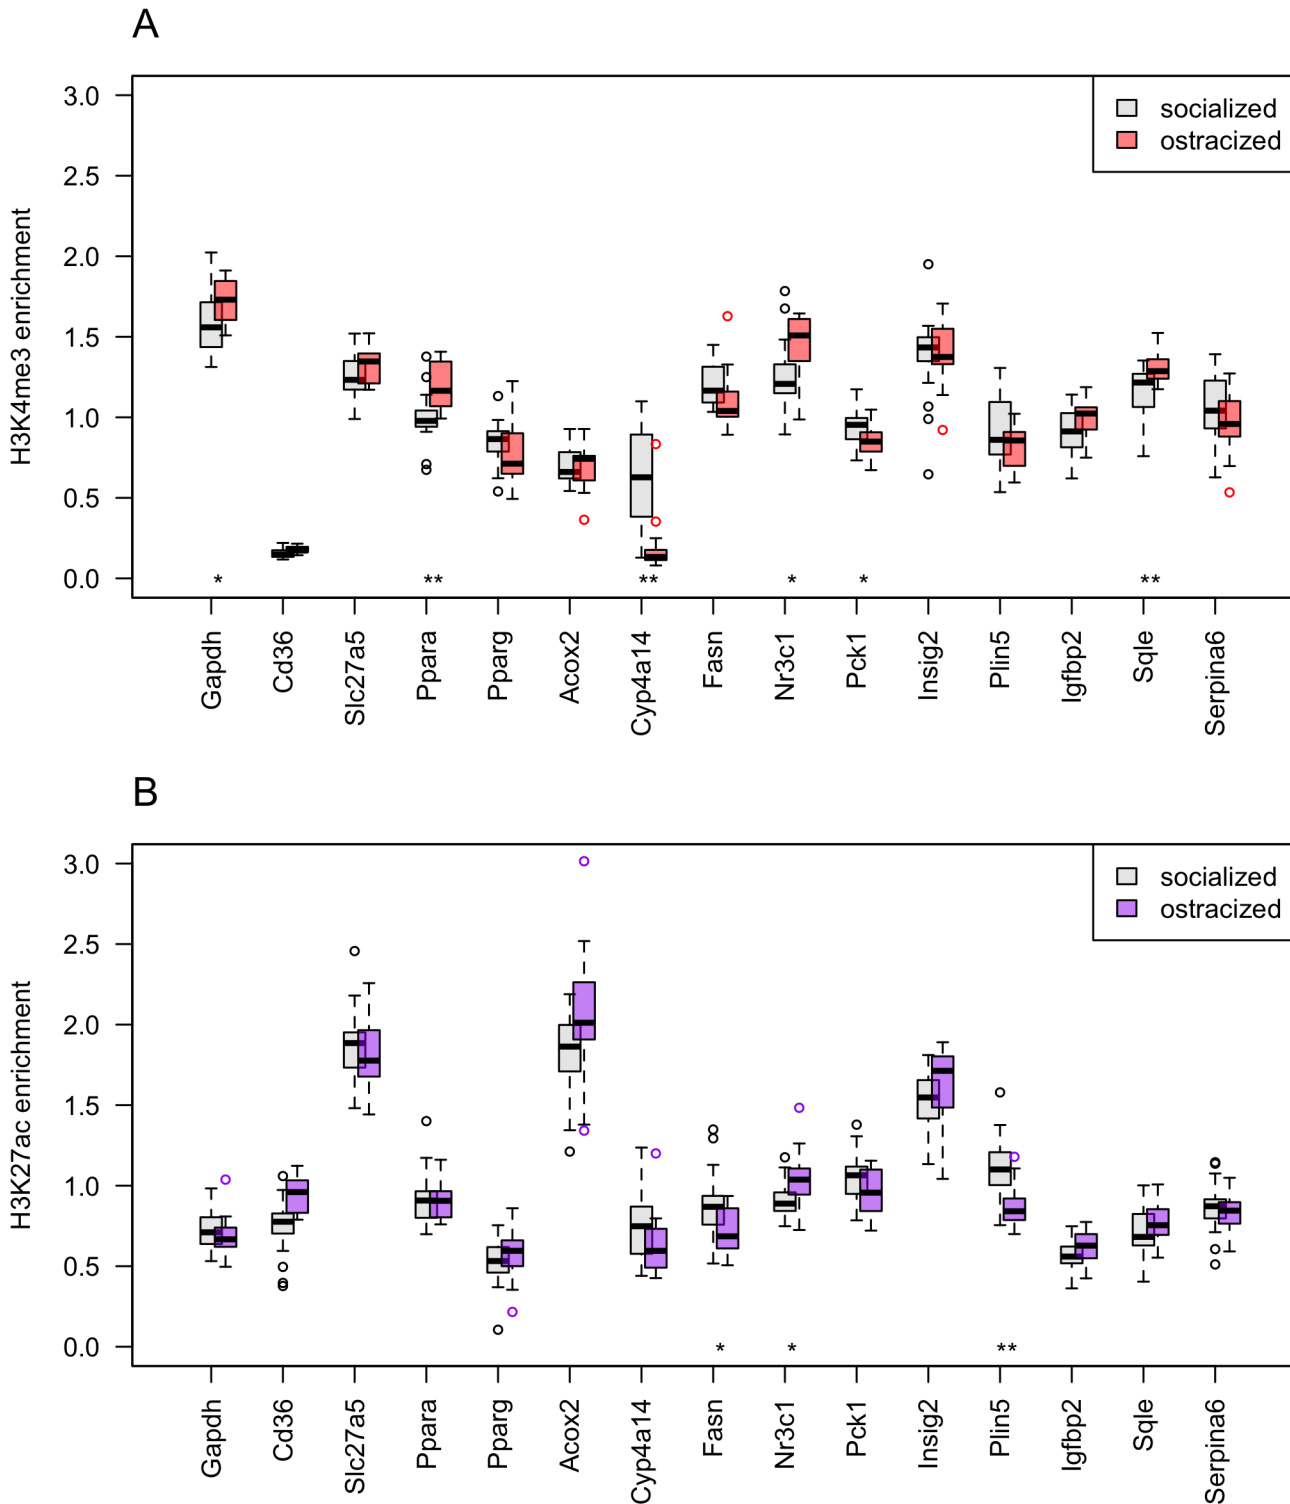 A
H3K4me3 enrichment
3.0
2.5
2.0
1.5
1.0
0.5
0.0
socialized
ostracized
* ** ** * * **
Gapdh Cd36 Slc27a5 Ppara Pparg Acox2 Cyp4a14 Fasn Nr3c1 Pck1 Insig2 Plin5 Igfbp2 Sqle Serpina6
B
H3K27ac enrichment
3.0
2.5
2.0
1.5
1.0
0.5
0.0
socialized
ostracized
* * **
Gapdh Cd36 Slc27a5 Ppara Pparg Acox2 Cyp4a14 Fasn Nr3c1 Pck1 Insig2 Plin5 Igfbp2 Sqle Serpina6